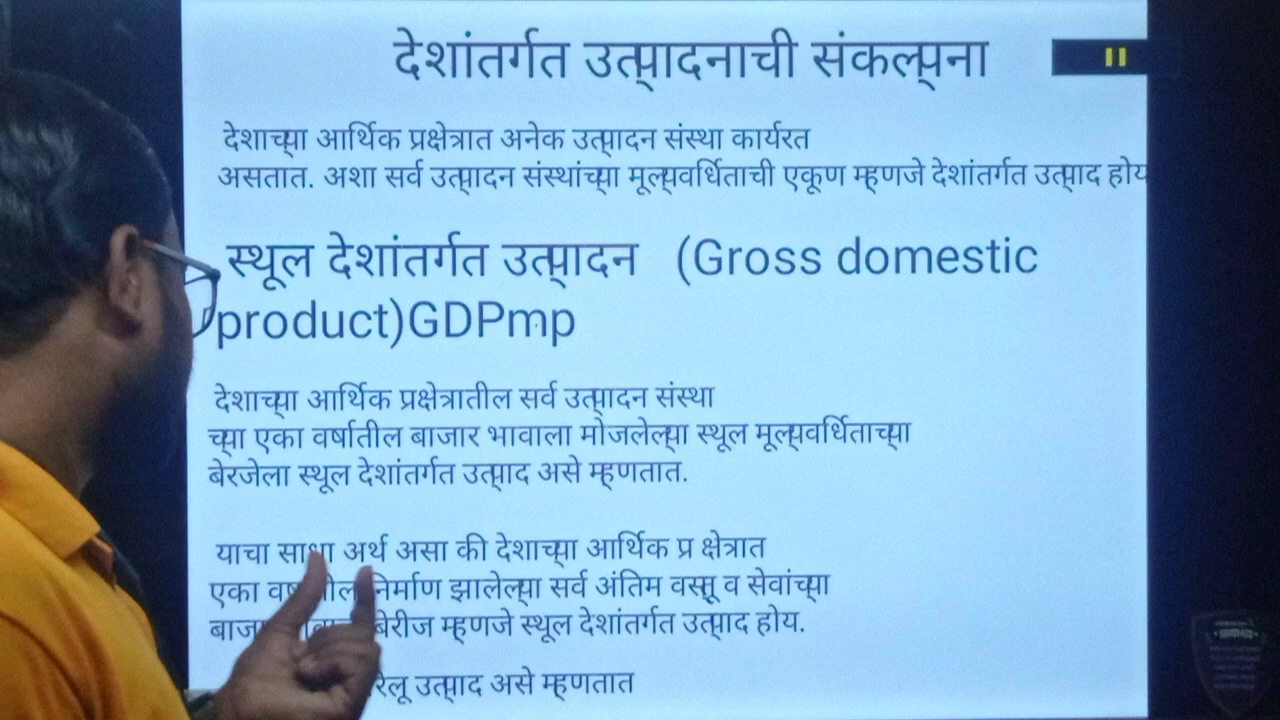 देशांतर्गत उत्पादनाची संकल्पना
देशाच्या आर्थिक प्रक्षेत्रात अनेक उत्पादन संस्था कार्यरत
असतात. अशा सर्व उत्पादन संस्थांच्या मूल्यवर्धिताची एकूण म्हणजे देशांतर्गत उत्पाद होय
स्थूल देशांतर्गत उत्पादन (Gross domestic
product)GDPmp
देशाच्या आर्थिक प्रक्षेत्रातील सर्व उत्पादन संस्था
च्या एका वर्षातील बाजार भावाला मोजलेल्या स्थूल मूल्यवर्धिताच्या
बेरजेला स्थूल देशांतर्गत उत्पाद असे म्हणतात.
याचा साधा अर्थ असा की देशाच्या आर्थिक प्र क्षेत्रात
एका निर्माण झालेल्या सर्व अंतिम वस्तू व सेवांच्या
बेरीज म्हणजे स्थूल देशांतर्गत उत्पाद होय.
उत्पाद असे म्हणतात